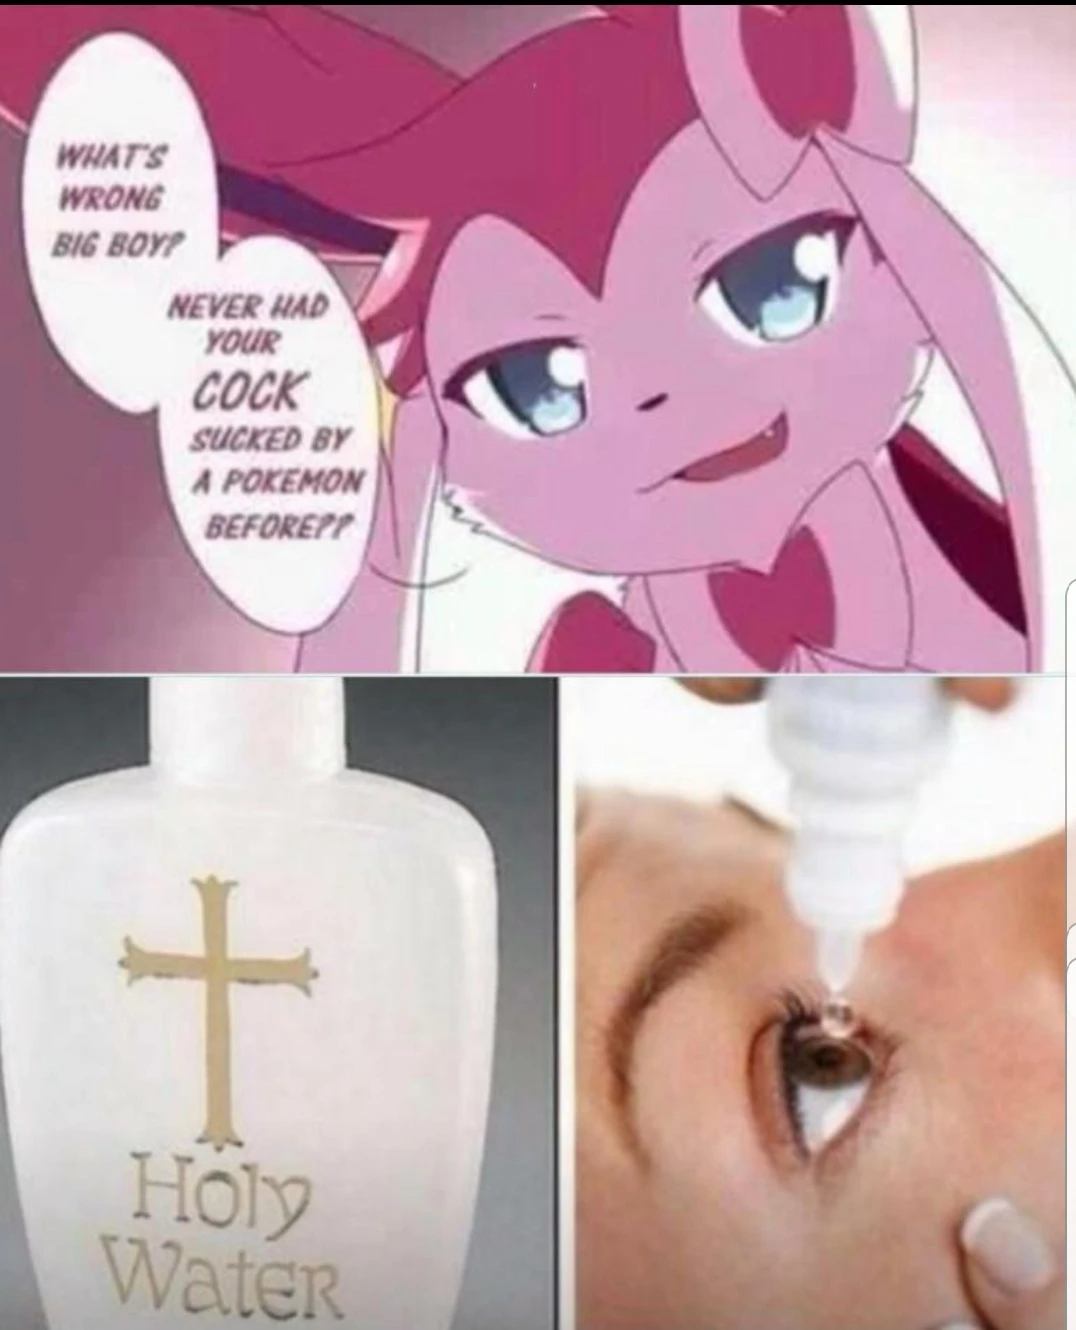 WHAT'S
WRONG
BIG BOY?
NEVER HAD
YOUR
COCK
SUCKED BY
A POKEMON
BEFORE??
Holy
Water